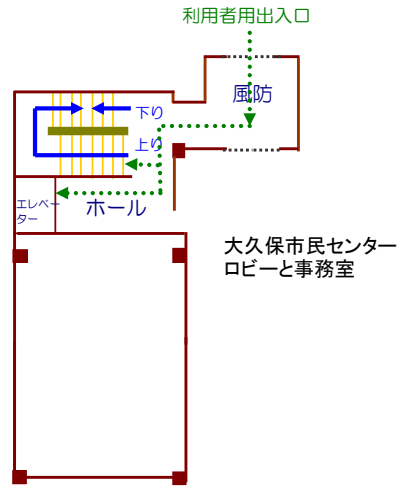 利用者用出入口
風防
下り
上り
エレベー
ター
ホール
大久保市民センター
ロビーと事務室